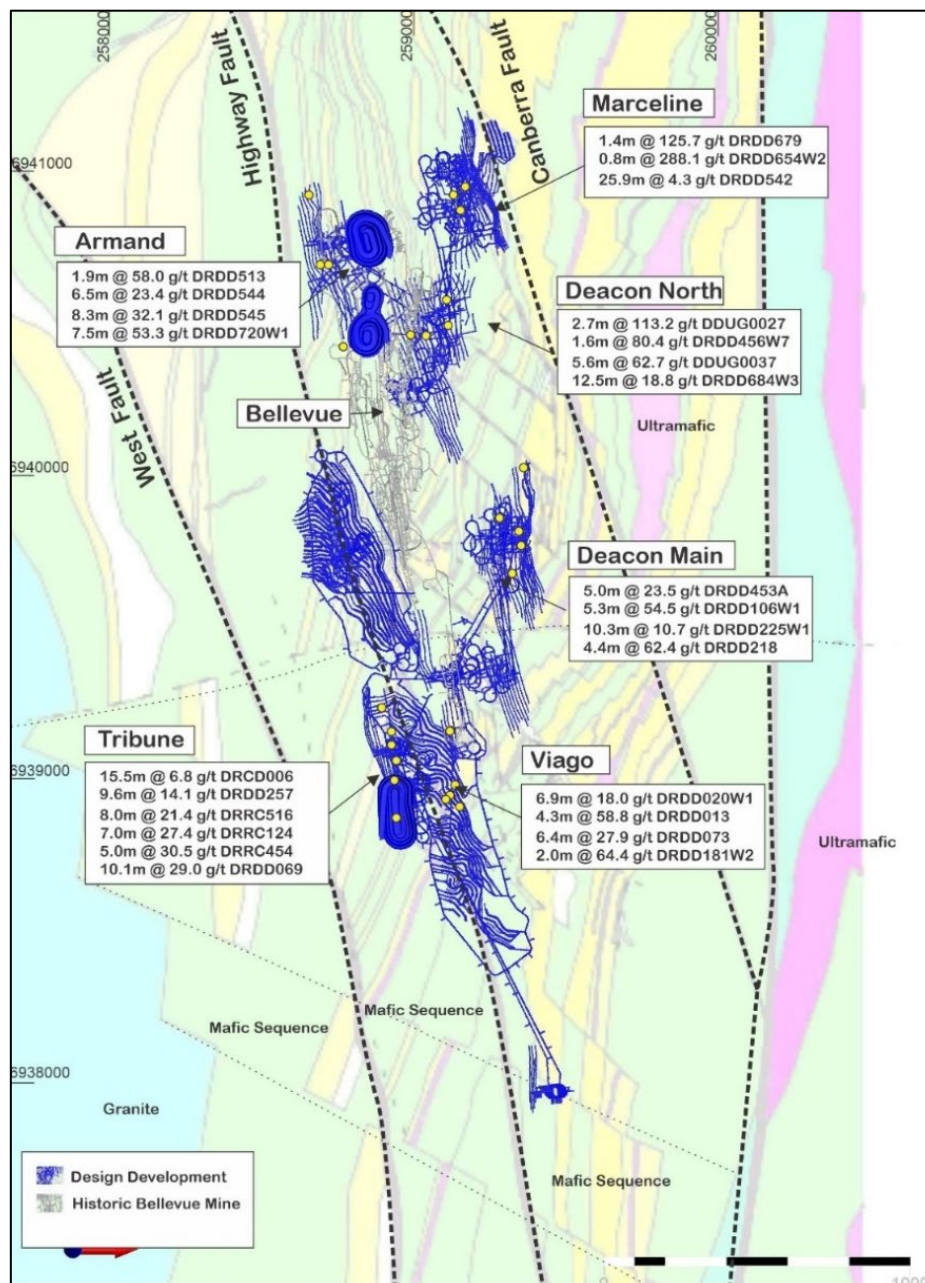 258000
259000
260000
Highway Fault
Canberra Fault
West Fault
6941000
6940000
6939000
6938000
Marceline
1.4m @ 125.7 g/t DRDD679
0.8m @ 288.1 g/t DRDD654W2
25.9m @ 4.3 g/t DRDD542
Armand
1.9m @ 58.0 g/t DRDD513
6.5m @ 23.4 g/t DRDD544
8.3m @ 32.1 g/t DRDD545
7.5m @ 53.3 g/t DRDD720W1
Deacon North
2.7m @ 113.2 g/t DDUG0027
1.6m @ 80.4 g/t DRDD456W7
5.6m @ 62.7 g/t DDUG0037
12.5m @ 18.8 g/t DRDD684W3
Bellevue
Ultramafic
Deacon Main
5.0m @ 23.5 g/t DRDD453A
5.3m @ 54.5 g/t DRDD106W1
10.3m @ 10.7 g/t DRDD225W1
4.4m @ 62.4 g/t DRDD218
Tribune
15.5m @ 6.8 g/t DRCD006
9.6m @ 14.1 g/t DRDD257
8.0m @ 21.4 g/t DRRC516
7.0m @ 27.4 g/t DRRC124
5.0m @ 30.5 g/t DRRC454
10.1m @ 29.0 g/t DRDD069
Viago
6.9m @ 18.0 g/t DRDD020W1
4.3m @ 58.8 g/t DRDD013
6.4m @ 27.9 g/t DRDD073
2.0m @ 64.4 g/t DRDD181W2
Ultramafic
Mafic Sequence
Mafic Sequence
Granite
Mafic Sequence
Design Development
Historic Bellevue Mine